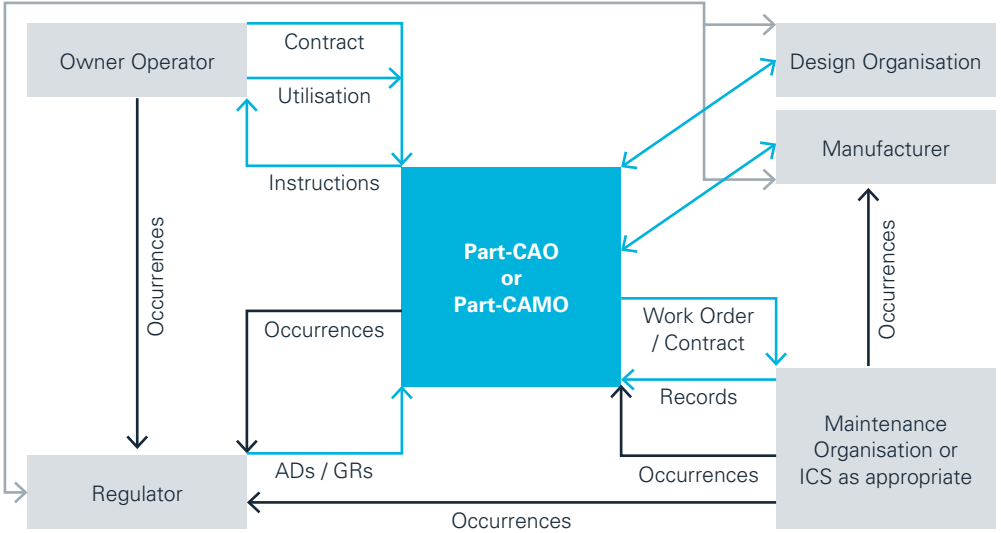 Owner Operator
Contract
Utilisation
Instructions
Design Organisation
Manufacturer
Occurrences
Occurrences
Part-CAO
or
Part-CAMO
Occurrences
Work Order
/ Contract
Records
Maintenance
Organisation or
ICS as appropriate
ADs / GRs
Occurrences
Regulator
Occurrences